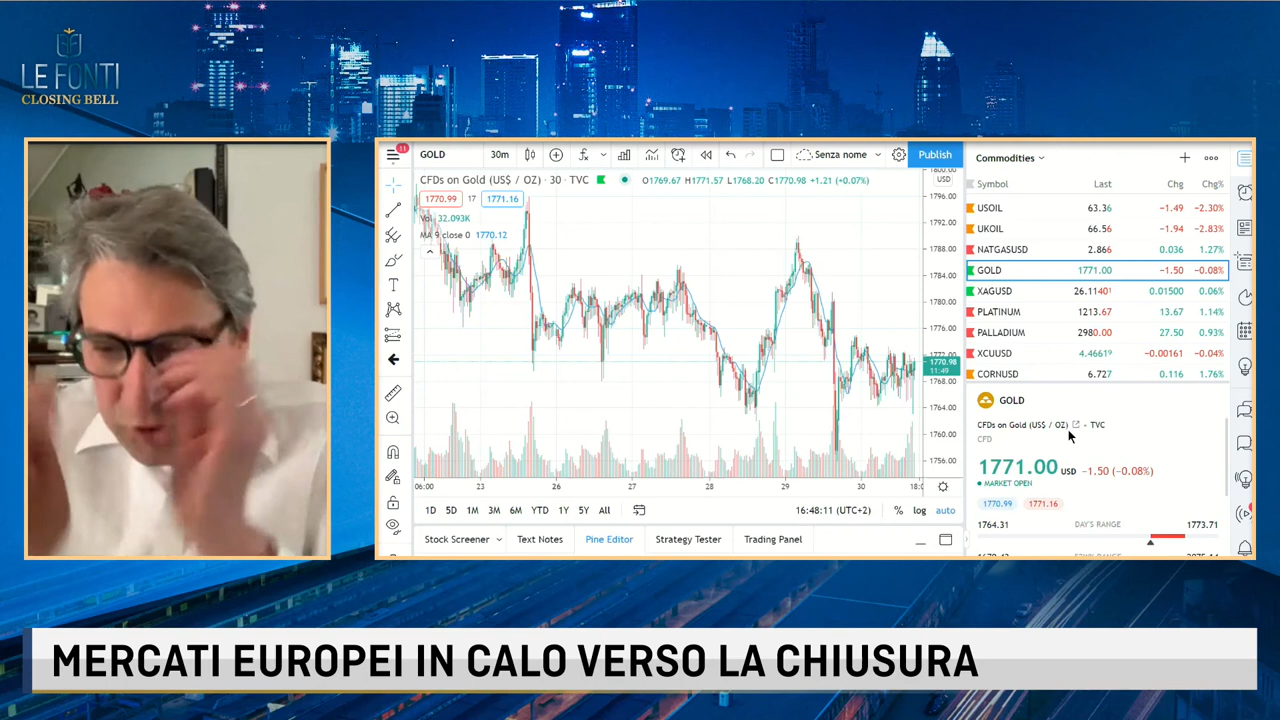 LE FONTI
CLOSING BELL
11
GOLD
30m
Senza nome
Publish
CFDs on Gold (US$ / OZ) · 30 · TVC
O1769.67 H1771.57 L1768.20 C1770.98 +1.21 (+0.07%)
USD
1770.99 17 1771.16
Vol 32.093K
MA 9 close 0 1770.12
1796.00
1792.00
1788.00
1784.00
1780.00
1776.00
1772.00
1770.98
11:49
1768.00
1764.00
1760.00
1756.00
06:00 23 26 27 28 29 30 18:0
1D 5D 1M 3M 6M YTD 1Y 5Y All
16:48:11 (UTC+2)
% log auto
Stock Screener Text Notes Pine Editor Strategy Tester Trading Panel
Commodities
Symbol Last Chg Chg%
USOIL 63.36 −1.49 −2.30%
UKOIL 66.56 −1.94 −2.83%
NATGASUSD 2.866 0.036 1.27%
GOLD 1771.00 −1.50 −0.08%
XAGUSD 26.11401 0.01500 0.06%
PLATINUM 1213.67 13.67 1.14%
PALLADIUM 2980.00 27.50 0.93%
XCUUSD 4.46619 −0.00161 −0.04%
CORNUSD 6.727 0.116 1.76%
GOLD
CFDs on Gold (US$ / OZ) · TVC
CFD
1771.00 USD −1.50 (−0.08%)
MARKET OPEN
1770.99 1771.16
1764.31 DAY'S RANGE 1773.71
MERCATI EUROPEI IN CALO VERSO LA CHIUSURA